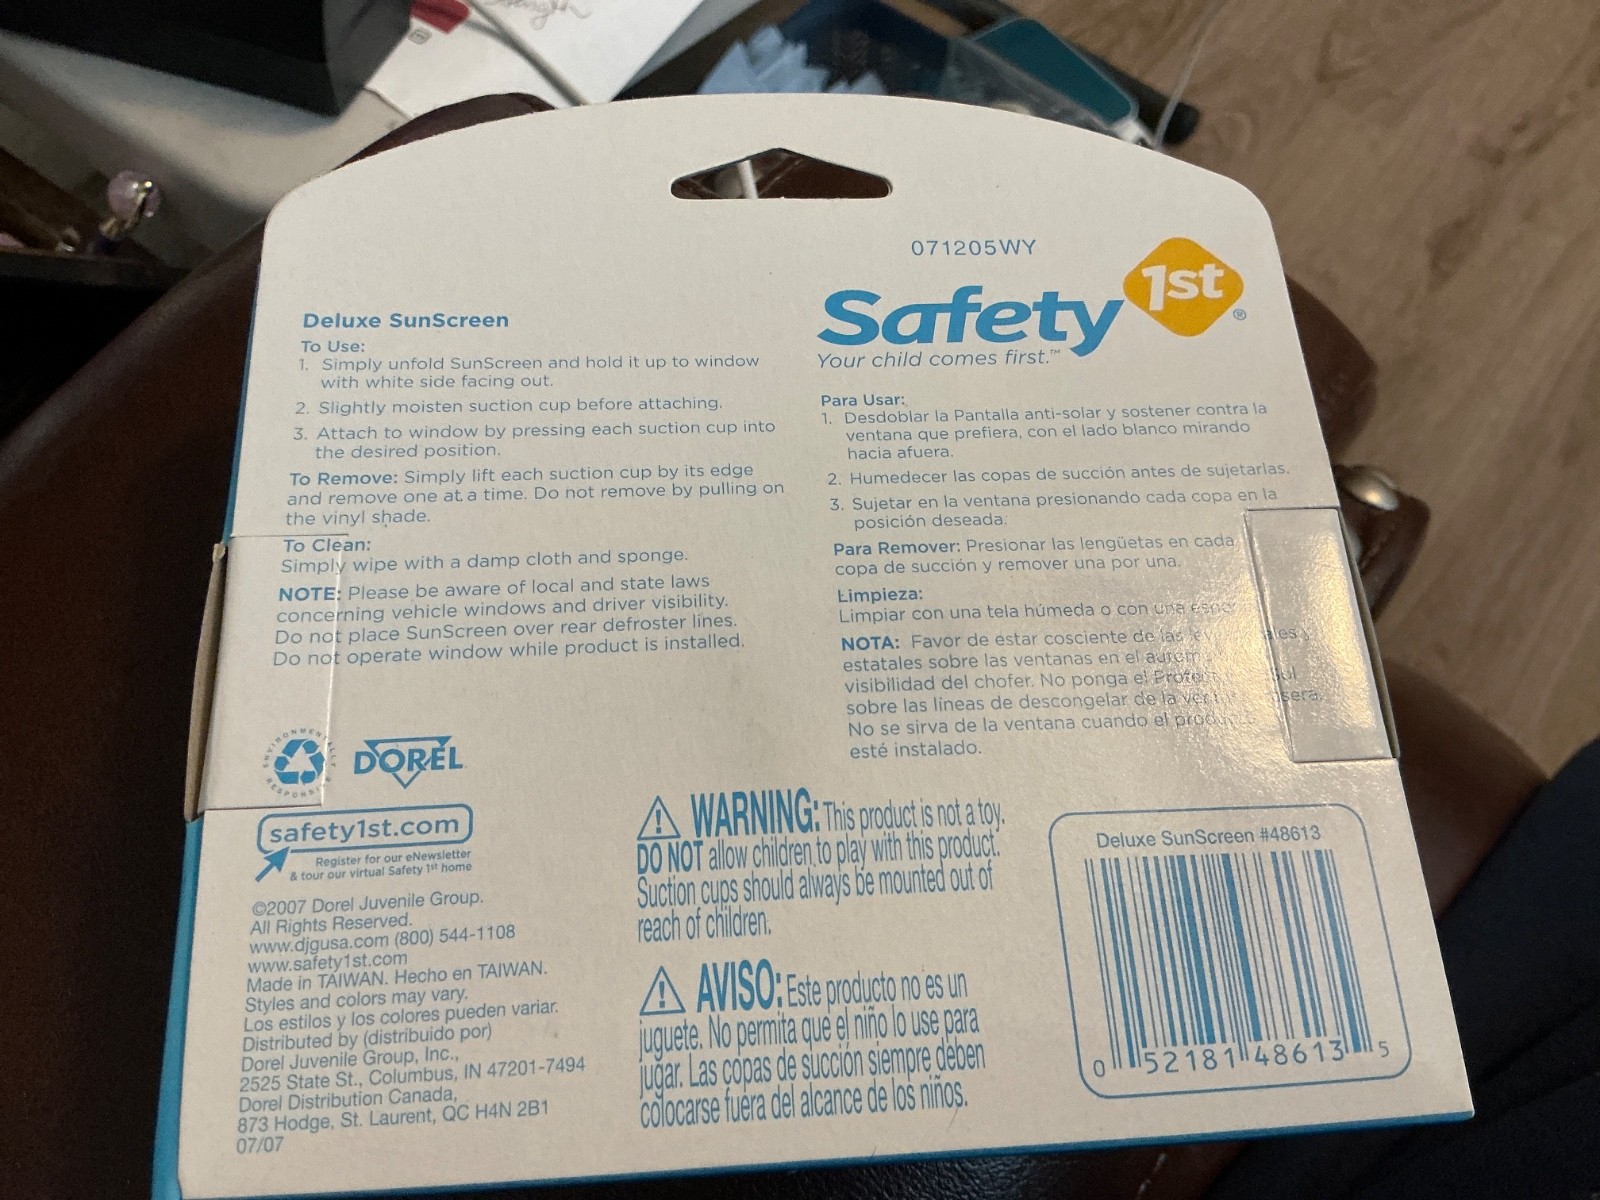 071205WY
Safety 1st®
Your child comes first.™
Deluxe SunScreen
To Use:
1. Simply unfold SunScreen and hold it up to window
with white side facing out.
2. Slightly moisten suction cup before attaching.
3. Attach to window by pressing each suction cup into
the desired position.
To Remove: Simply lift each suction cup by its edge
and remove one at a time. Do not remove by pulling on
the vinyl shade.
To Clean:
Simply wipe with a damp cloth and sponge.
NOTE: Please be aware of local and state laws
concerning vehicle windows and driver visibility.
Do not place SunScreen over rear defroster lines.
Do not operate window while product is installed.
Para Usar:
1. Desdoblar la Pantalla anti-solar y sostener contra la
ventana que prefiera, con el lado blanco mirando
hacia afuera.
2. Humedecer las copas de succión antes de sujetarlas.
3. Sujetar en la ventana presionando cada copa en la
posición deseada.
Para Remover: Presionar las lengüetas en cada
copa de succión y remover una por una.
Limpieza:
Limpiar con una tela húmeda o con una
NOTA: Favor de estar cosciente de las
estatales sobre las ventanas en el
visibilidad del chofer. No ponga el Sol
sobre las líneas de descongelar de la
No se sirva de la ventana cuando el
esté instalado.
ENVIRONMENTALLY RESPONSIBLE
DOREL
safety1st.com
Register for our eNewsletter
& tour our virtual Safety 1st home
©2007 Dorel Juvenile Group.
All Rights Reserved.
www.djgusa.com (800) 544-1108
www.safety1st.com
Made in TAIWAN. Hecho en TAIWAN.
Styles and colors may vary.
Los estilos y los colores pueden variar.
Distributed by (distribuido por)
Dorel Juvenile Group, Inc.,
2525 State St., Columbus, IN 47201-7494
Dorel Distribution Canada,
873 Hodge, St. Laurent, QC H4N 2B1
07/07
WARNING: This product is not a toy.
DO NOT allow children to play with this product.
Suction cups should always be mounted out of
reach of children.
AVISO: Este producto no es un
juguete. No permita que el niño lo use para
jugar. Las copas de succión siempre deben
colocarse fuera del alcance de los niños.
Deluxe SunScreen #48613
0 52181 48613 5